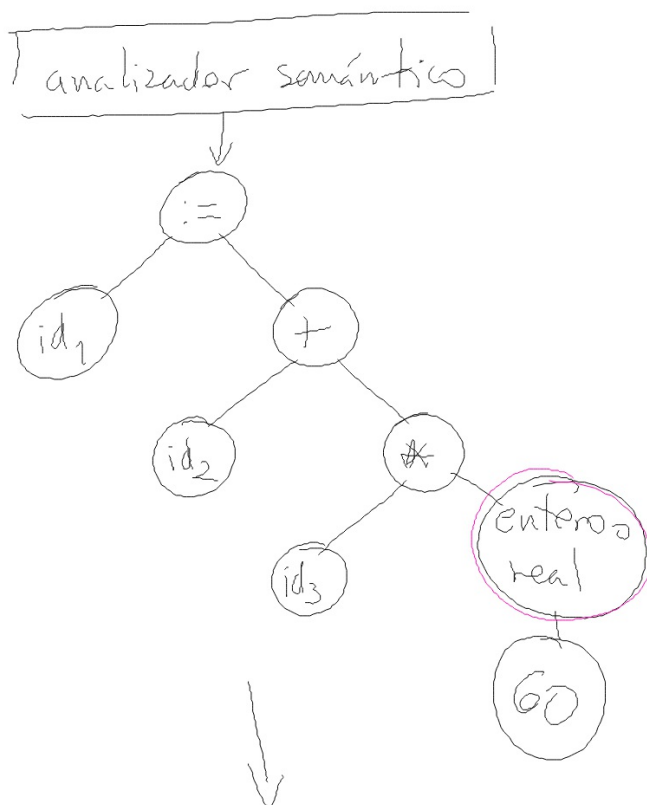 analizador semántico
:=
id1
+
id2
*
id3
entero o
real
60